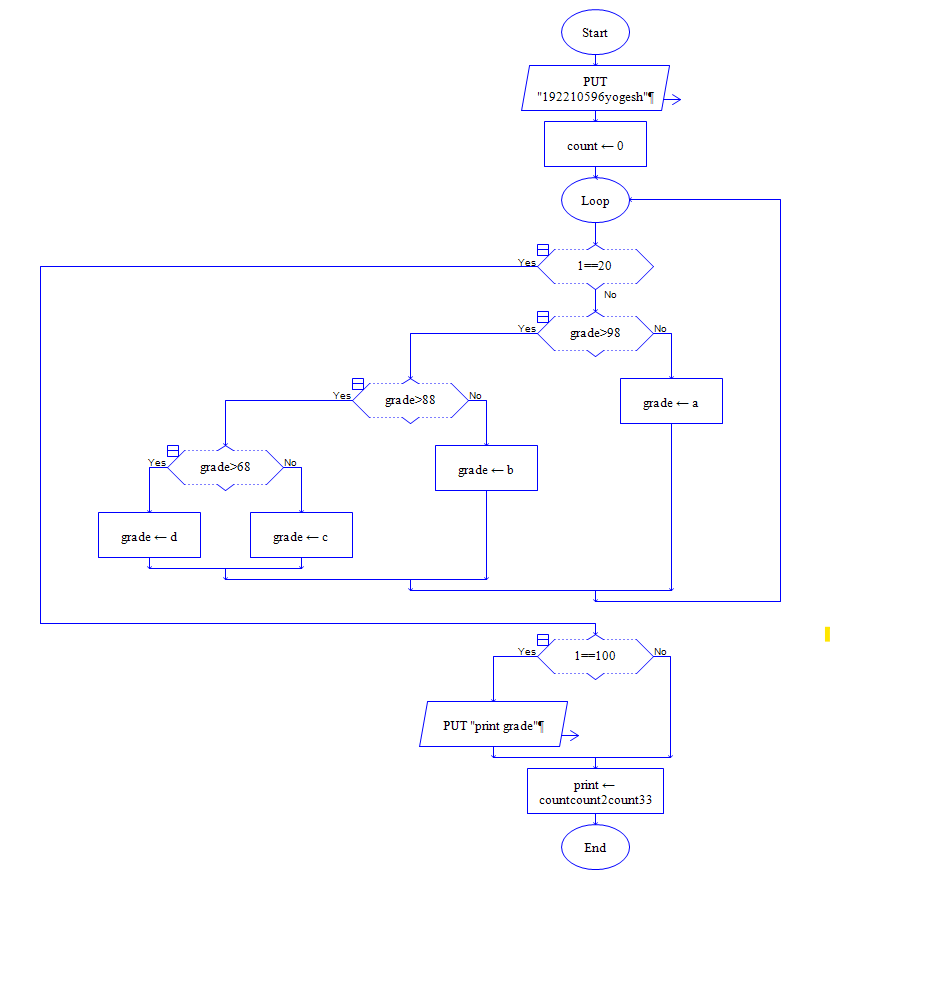 Start
PUT
"192210596yogesh"¶
count ← 0
Loop
Yes
1==20
No
Yes
grade>98
No
Yes
grade>88
No
grade ← a
Yes
grade>68
No
grade ← b
grade ← d
grade ← c
Yes
1==100
No
PUT "print grade"¶
print ←
countcount2count33
End